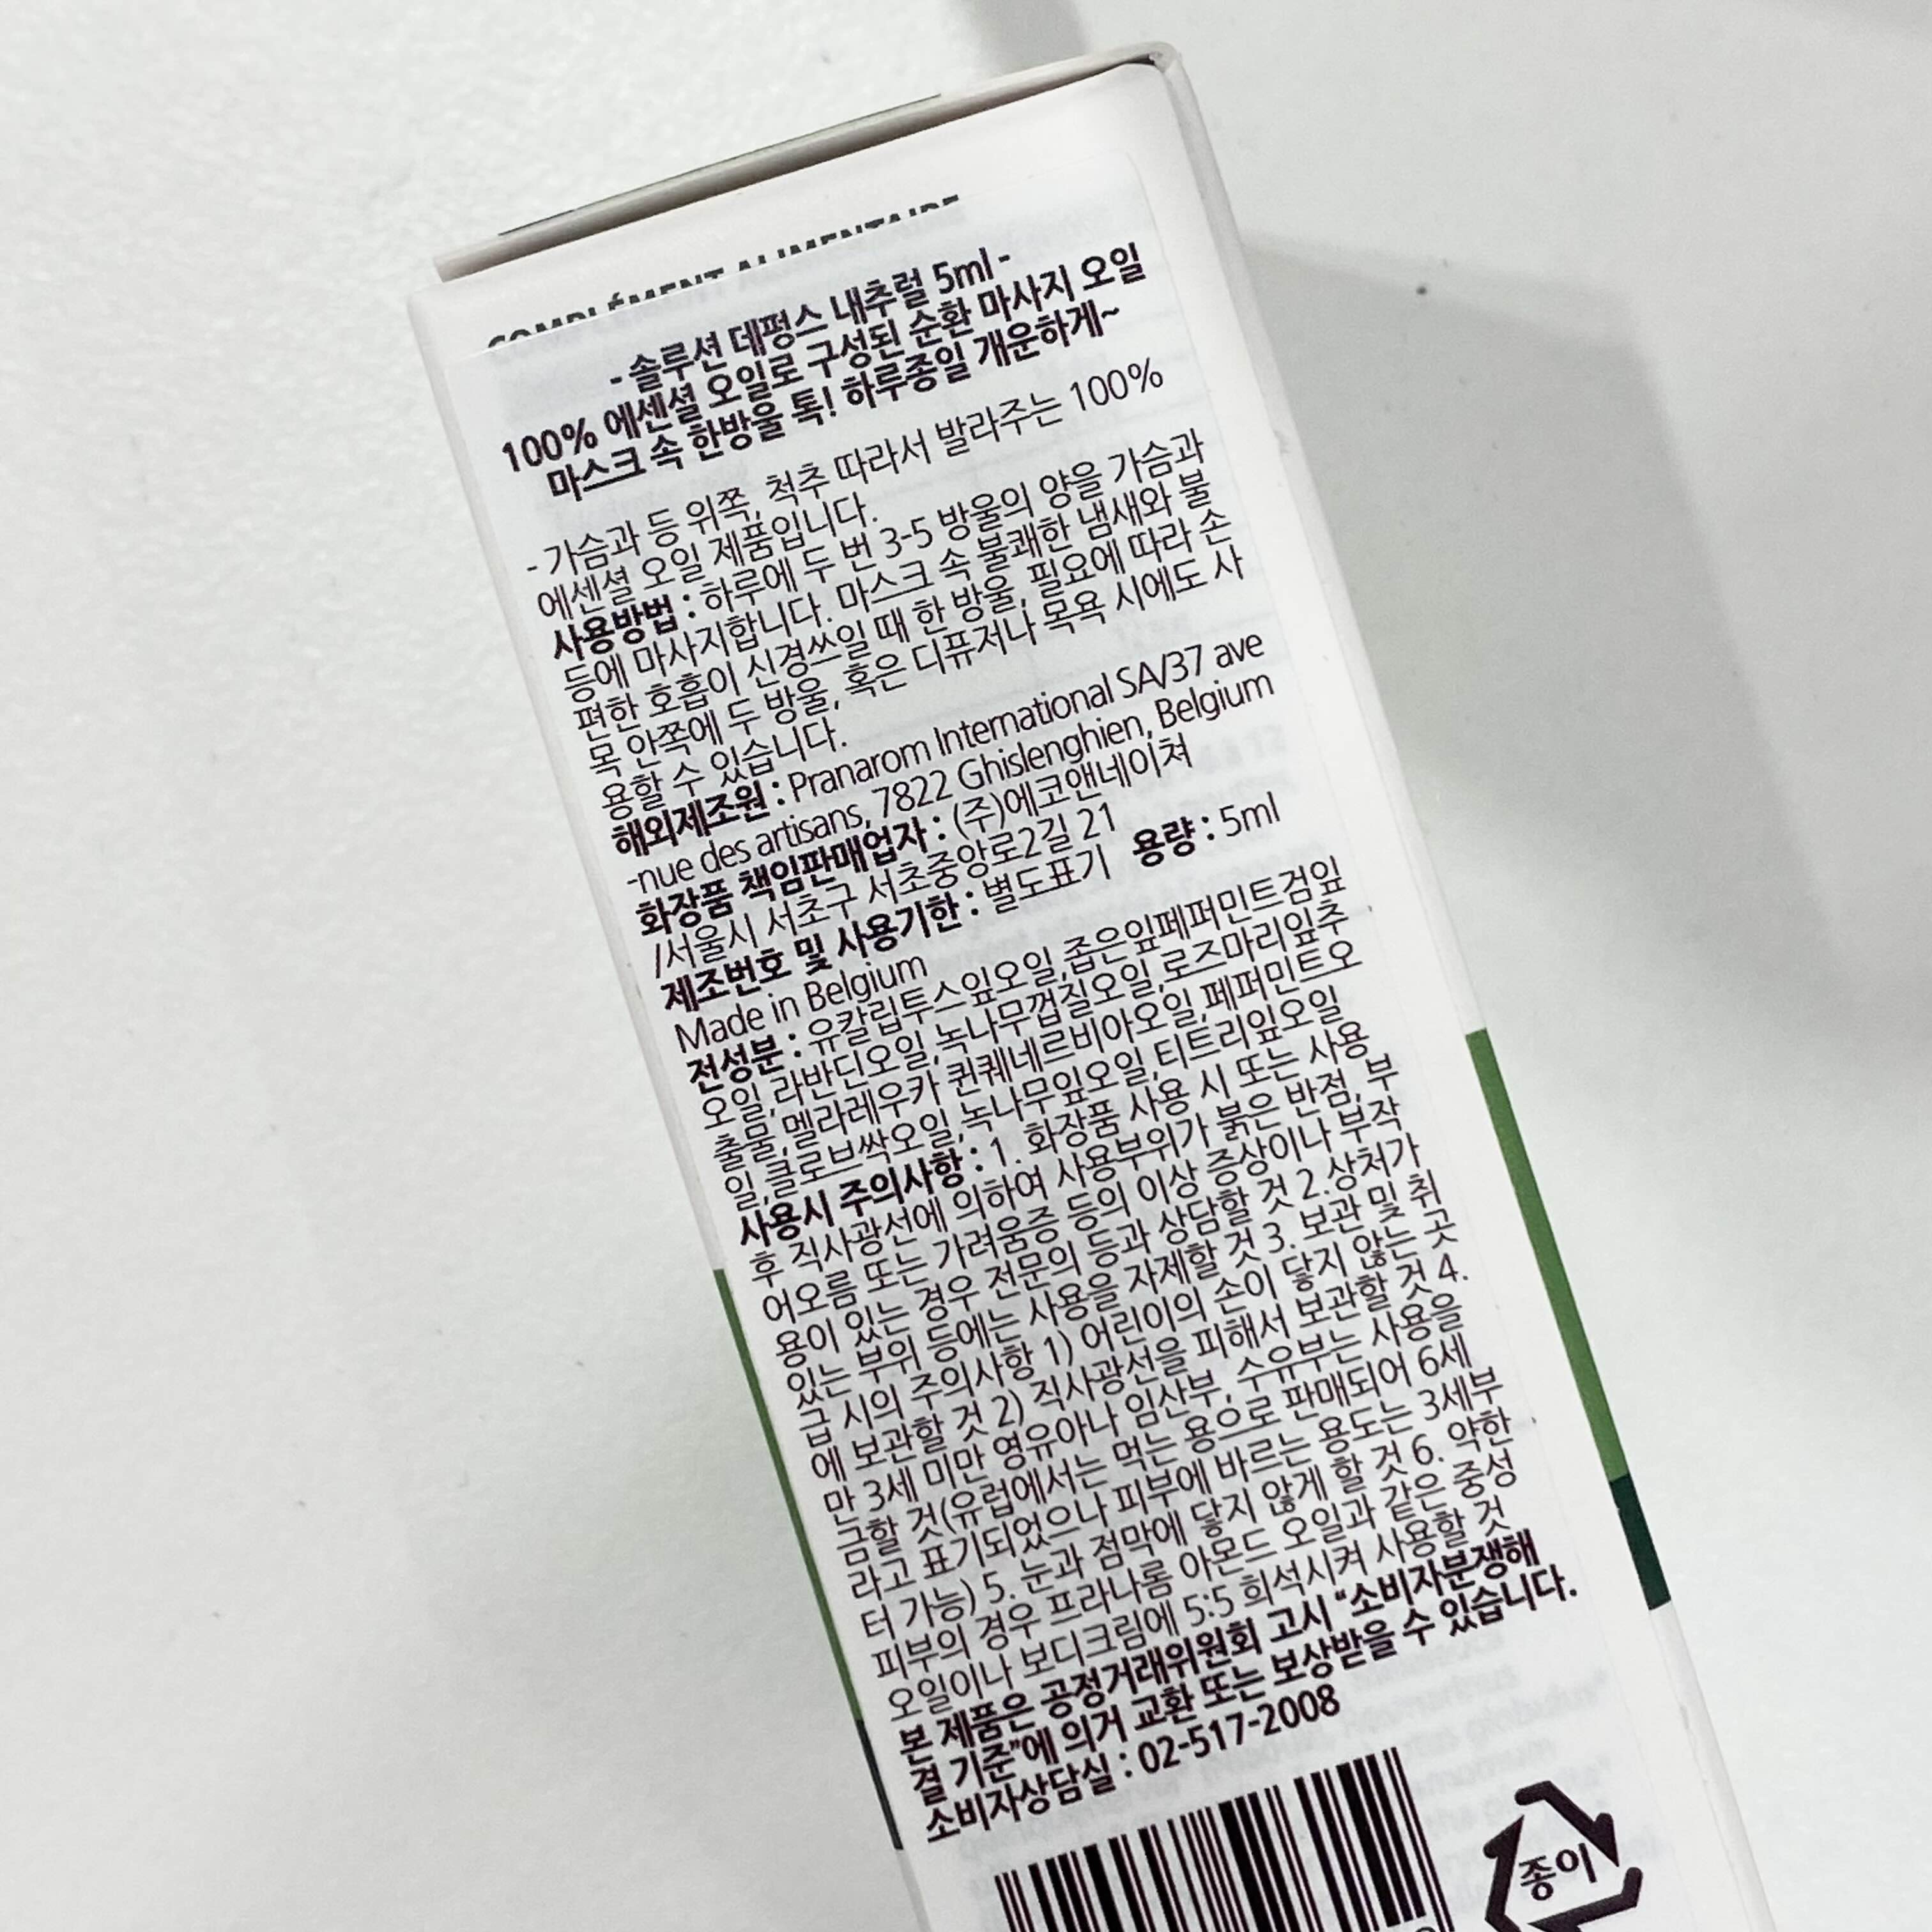 COMPLÉMENT ALIMENTAIRE
- 솔루션 데펑스 내추럴 5ml -
100% 에센셜 오일로 구성된 순환 마사지 오일
마스크 속 한방울 톡! 하루종일 개운하게~
- 가슴과 등 위쪽, 척추 따라서 발라주는 100%
에센셜 오일 제품입니다.
사용방법 : 하루에 두 번 3-5 방울의 양을 가슴과
등에 마사지합니다. 마스크 속 불쾌한 냄새와 불
편한 호흡이 신경쓰일 때 한 방울, 필요에 따라 손
목 안쪽에 두 방울, 혹은 디퓨저나 목욕 시에도 사
용할 수 있습니다.
해외제조원 : Pranarom International SA/37 ave
-nue des artisans, 7822 Ghislenghien, Belgium
화장품 책임판매업자 : (주)에코앤네이쳐
/서울시 서초구 서초중앙로2길 21
제조번호 및 사용기한 : 별도표기 용량 : 5ml
Made in Belgium
전성분 : 유칼립투스잎오일,좁은잎페퍼민트검잎
오일,라반딘오일,녹나무껍질오일,로즈마리잎추
출물,멜라레우카 퀸퀘네르비아오일,페퍼민트오
일,클로브싹오일,녹나무잎오일,티트리잎오일
사용시 주의사항 : 1. 화장품 사용 시 또는 사용
후 직사광선에 의하여 사용부위가 붉은 반점, 부
어오름 또는 가려움증 등의 이상 증상이나 부작
용이 있는 경우 전문의 등과 상담할 것 2.상처가
있는 부위 등에는 사용을 자제할 것 3. 보관 및 취
급 시의 주의사항 1) 어린이의 손이 닿지 않는 곳
에 보관할 것 2) 직사광선을 피해서 보관할 것 4.
만 3세 미만 영유아나 임산부, 수유부는 사용을
금할 것(유럽에서는 먹는 용으로 판매되어 6세
라고 표기되었으나 피부에 바르는 용도는 3세부
터 가능) 5. 눈과 점막에 닿지 않게 할 것 6. 약한
피부의 경우 프라나롬 아몬드 오일과 같은 중성
오일이나 보디크림에 5:5 희석시켜 사용할 것
본 제품은 공정거래위원회 고시 “소비자분쟁해
결 기준”에 의거 교환 또는 보상받을 수 있습니다.
소비자상담실 : 02-517-2008
종이